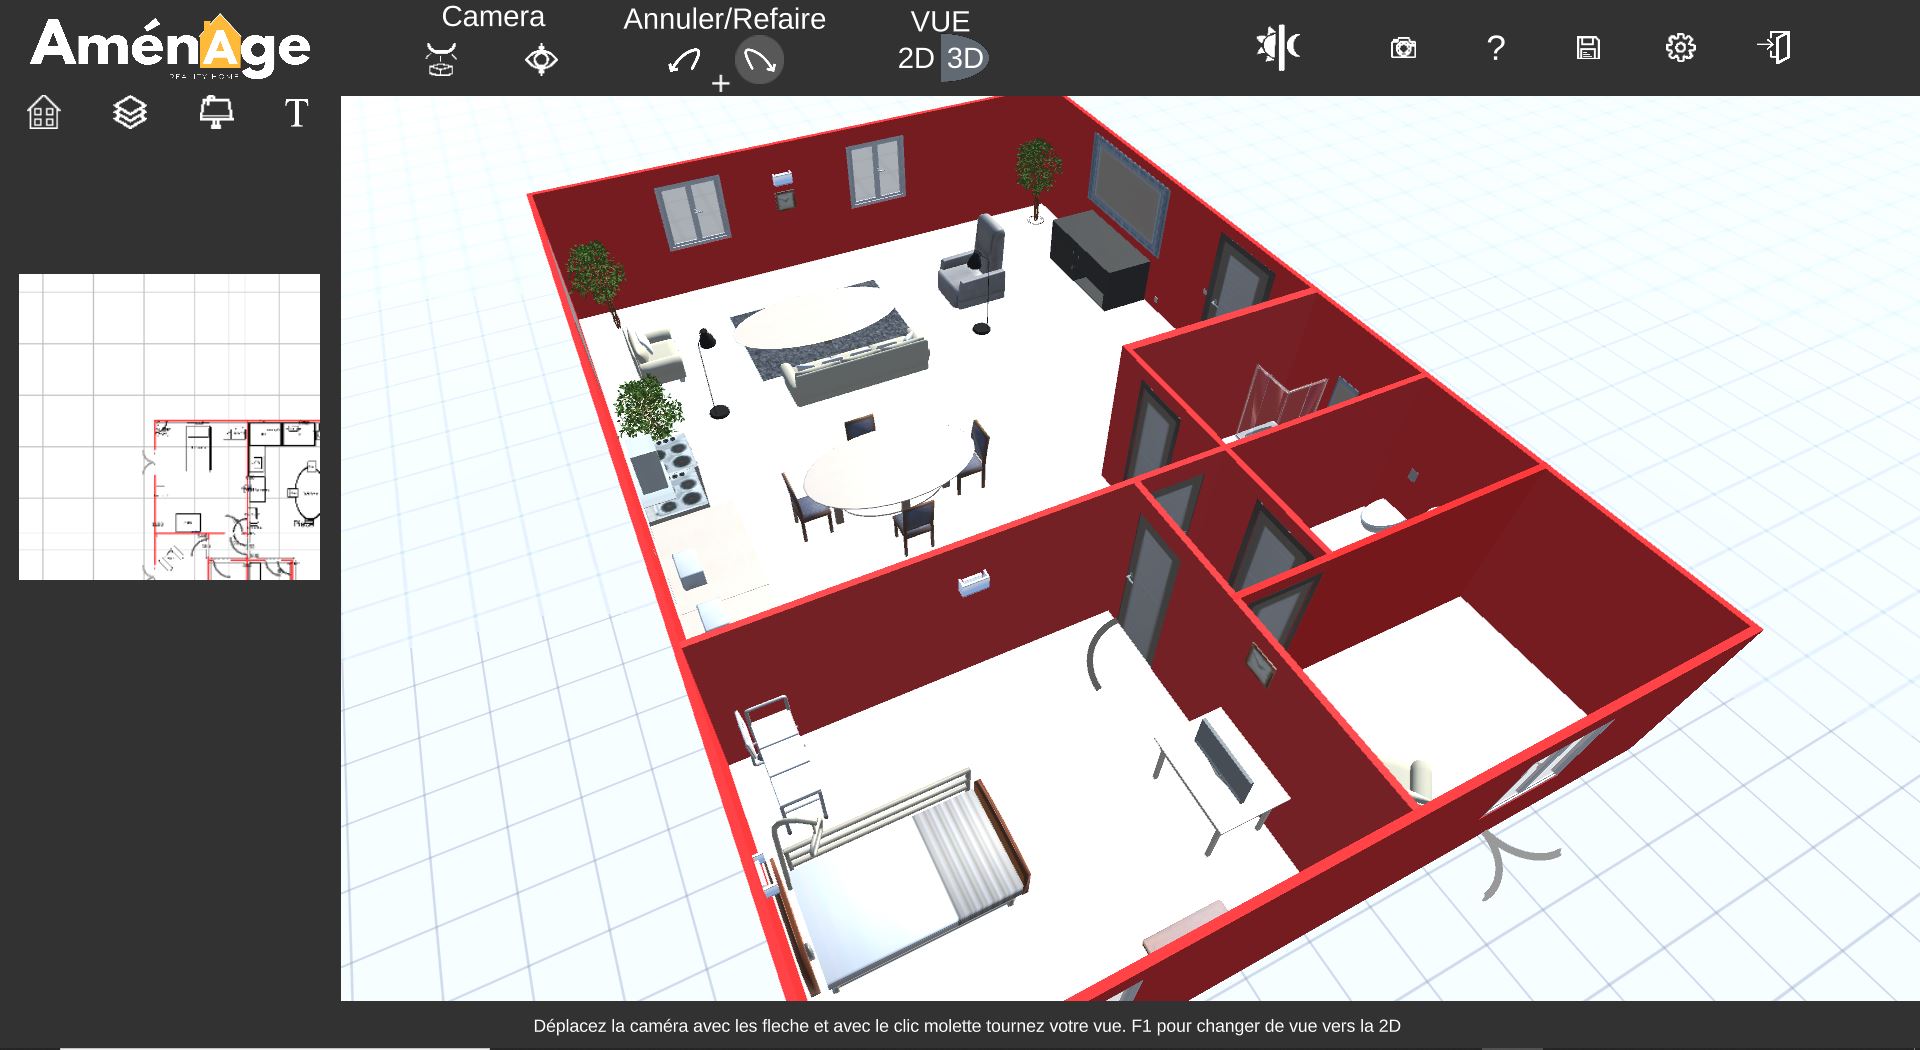 AménAge
REALITY HOME
Camera
Annuler/Refaire
VUE
2D 3D
?
T
Déplacez la caméra avec les fleche et avec le clic molette tournez votre vue. F1 pour changer de vue vers la 2D